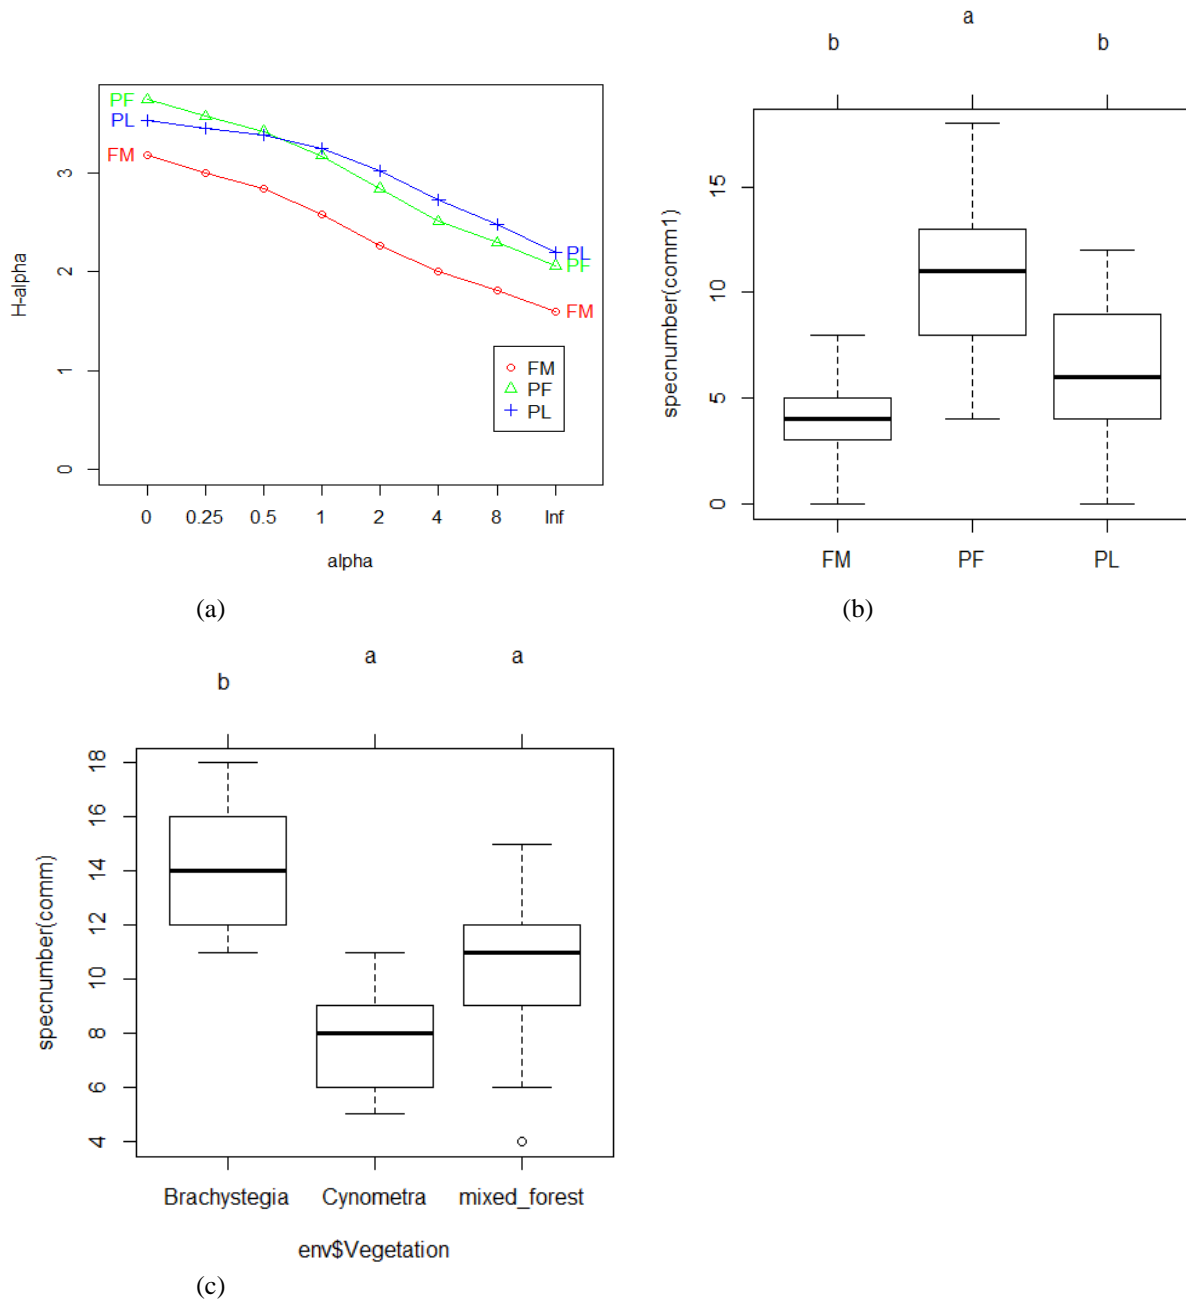 PF
PL
FM
PL
PF
FM
FM
PF
PL
3
2
1
0
H-alpha
0 0.25 0.5 1 2 4 8 Inf
alpha
(a)
a
b b
15
10
5
0
specnumber(comm1)
FM PF PL
(b)
a a
b
18
16
14
12
10
8
6
4
specnumber(comm)
Brachystegia Cynometra mixed_forest
env$Vegetation
(c)